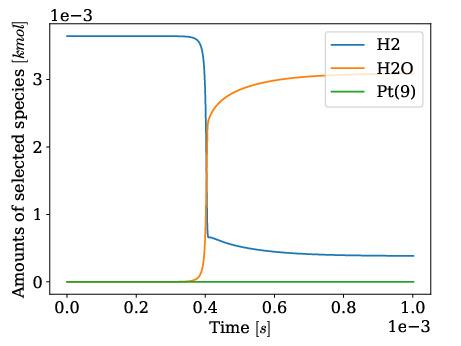 1e−3
H2
H2O
Pt(9)
3
2
1
0
Amounts of selected species [kmol]
0.0 0.2 0.4 0.6 0.8 1.0
Time [s]
1e−3